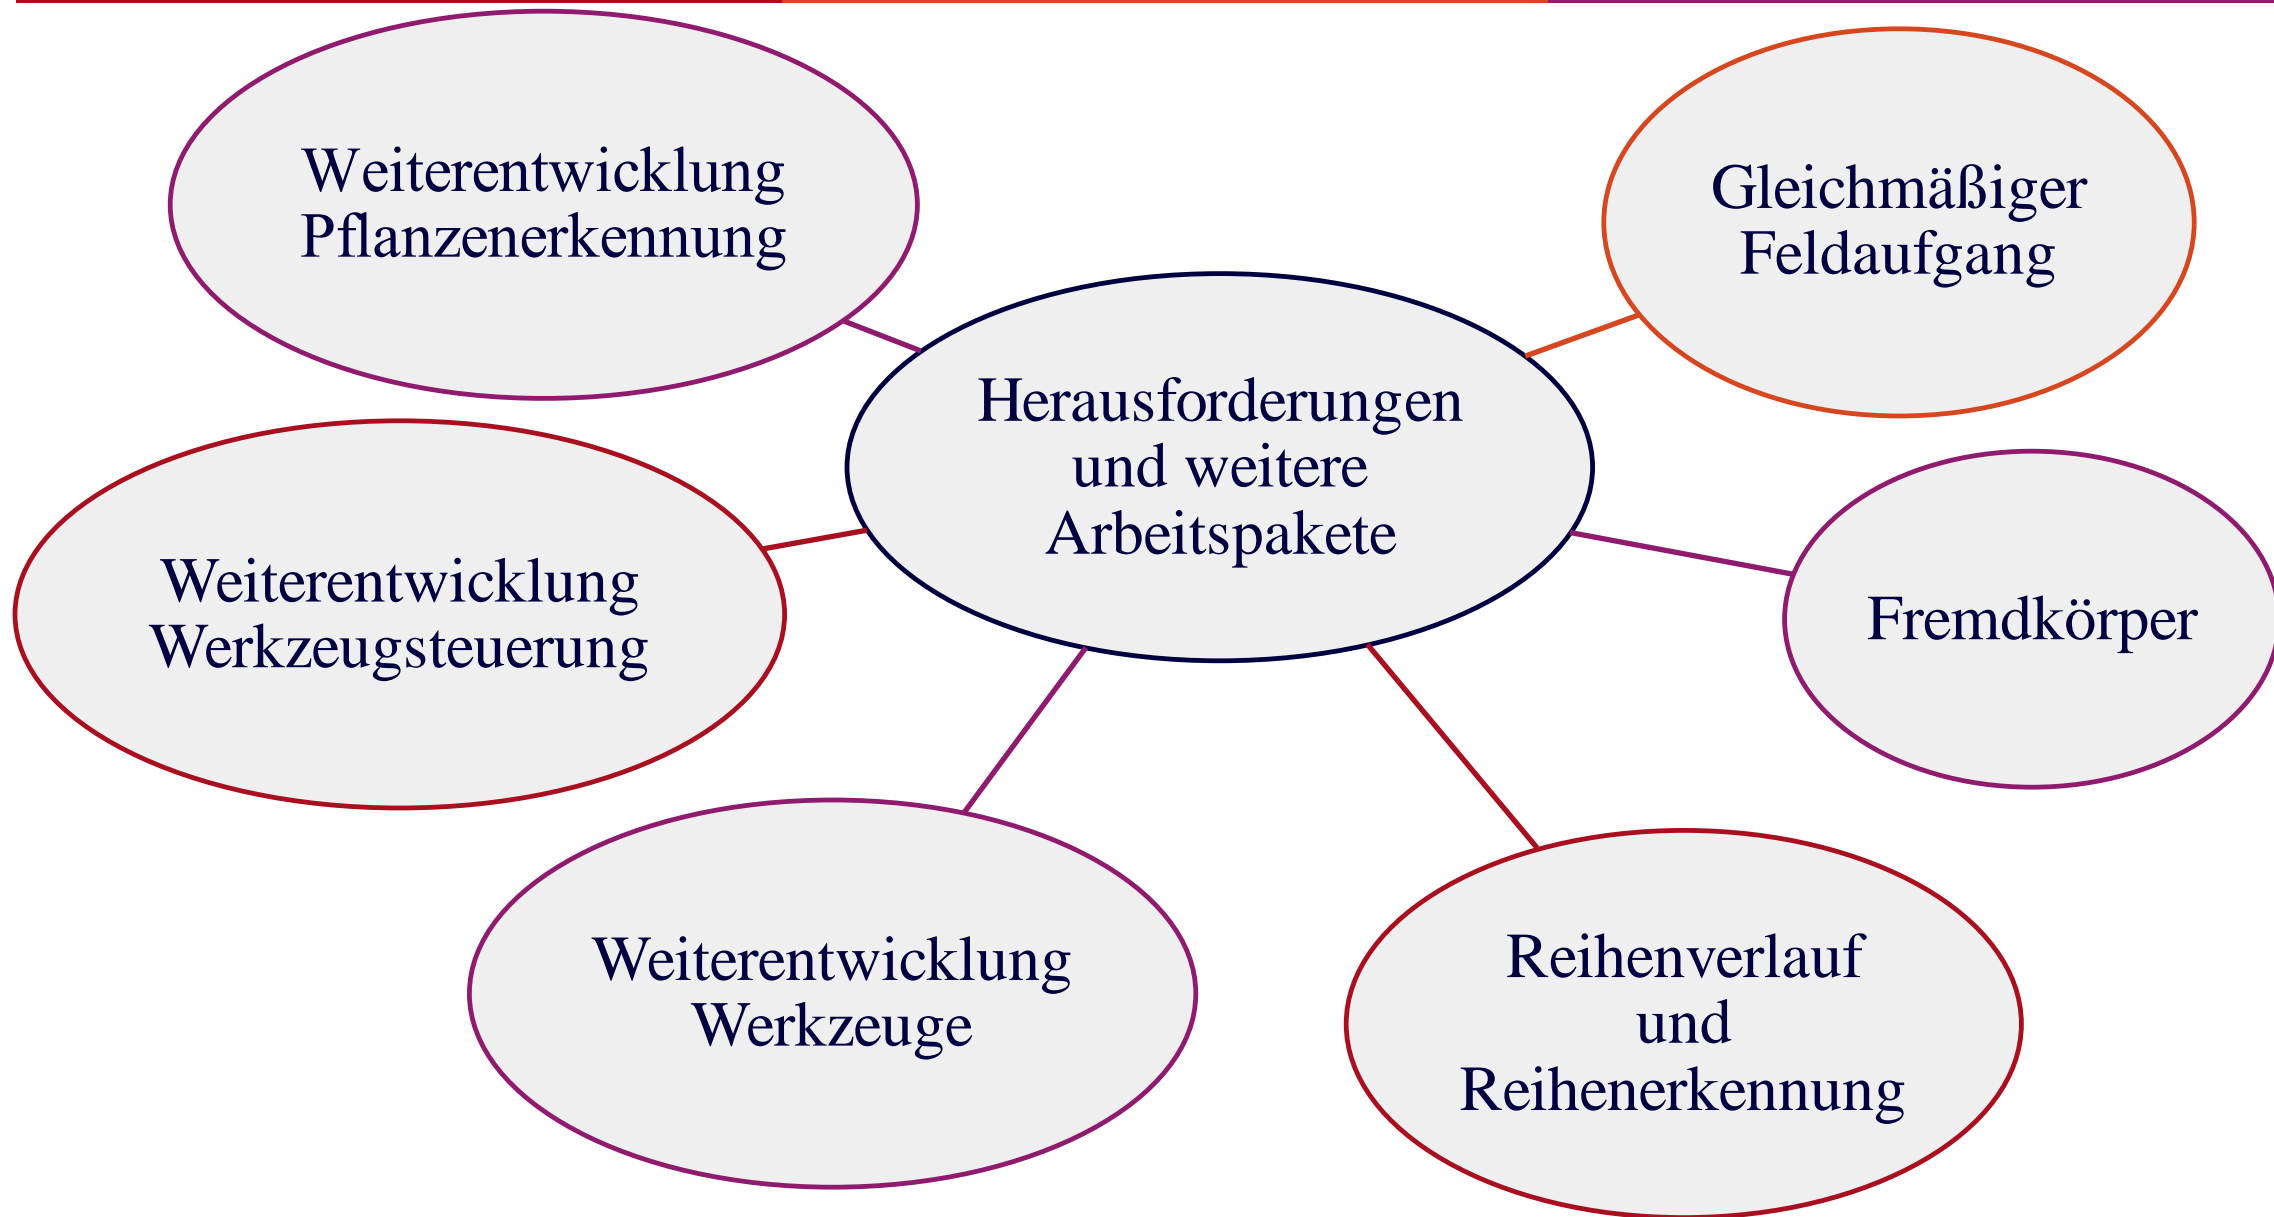 Weiterentwicklung
Pflanzenerkennung
Gleichmäßiger
Feldaufgang
Herausforderungen
und weitere
Arbeitspakete
Weiterentwicklung
Werkzeugsteuerung
Fremdkörper
Weiterentwicklung
Werkzeuge
Reihenverlauf
und
Reihenerkennung